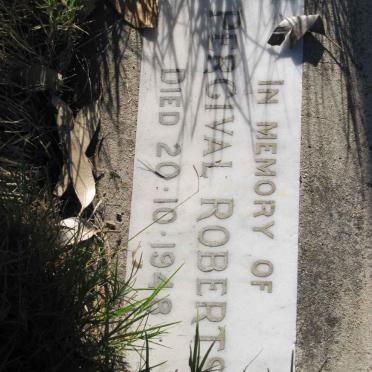 IN MEMORY OF
PERCIVAL ROBERTS
DIED 20·10·1948